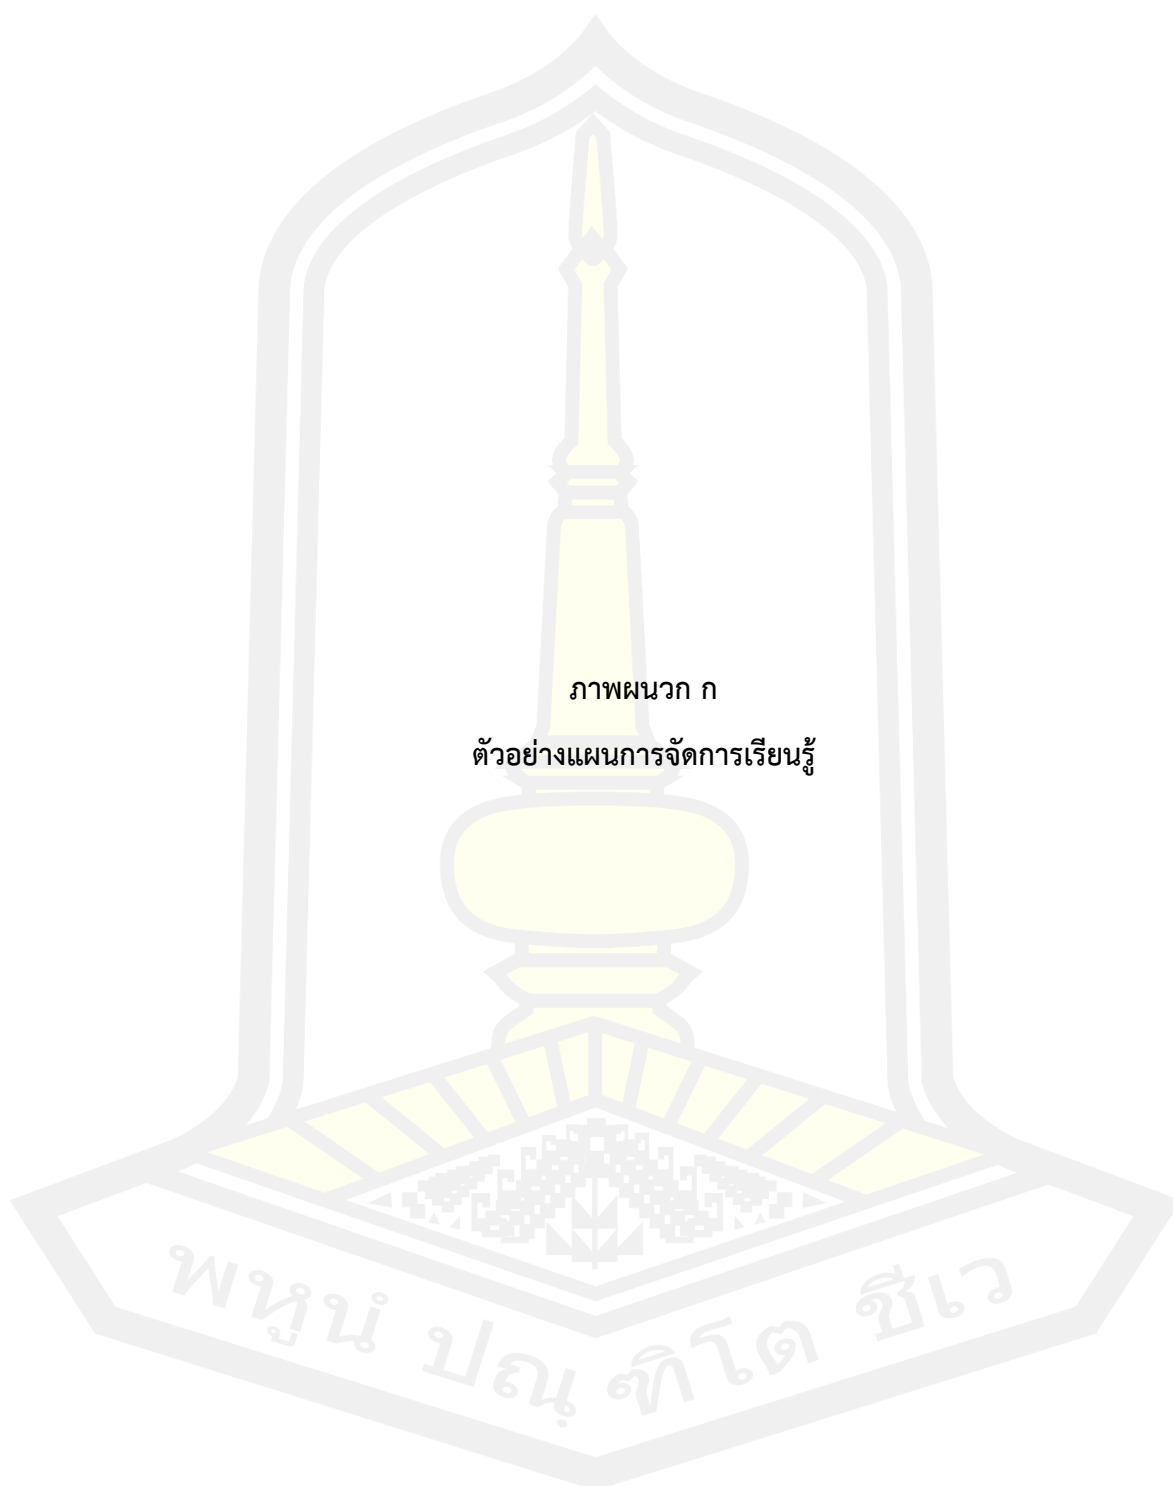 ภาพผนวก ก
ตัวอย่างแผนการจัดการเรียนรู้
พหูนํ ปณฺฑิโต ชีเว